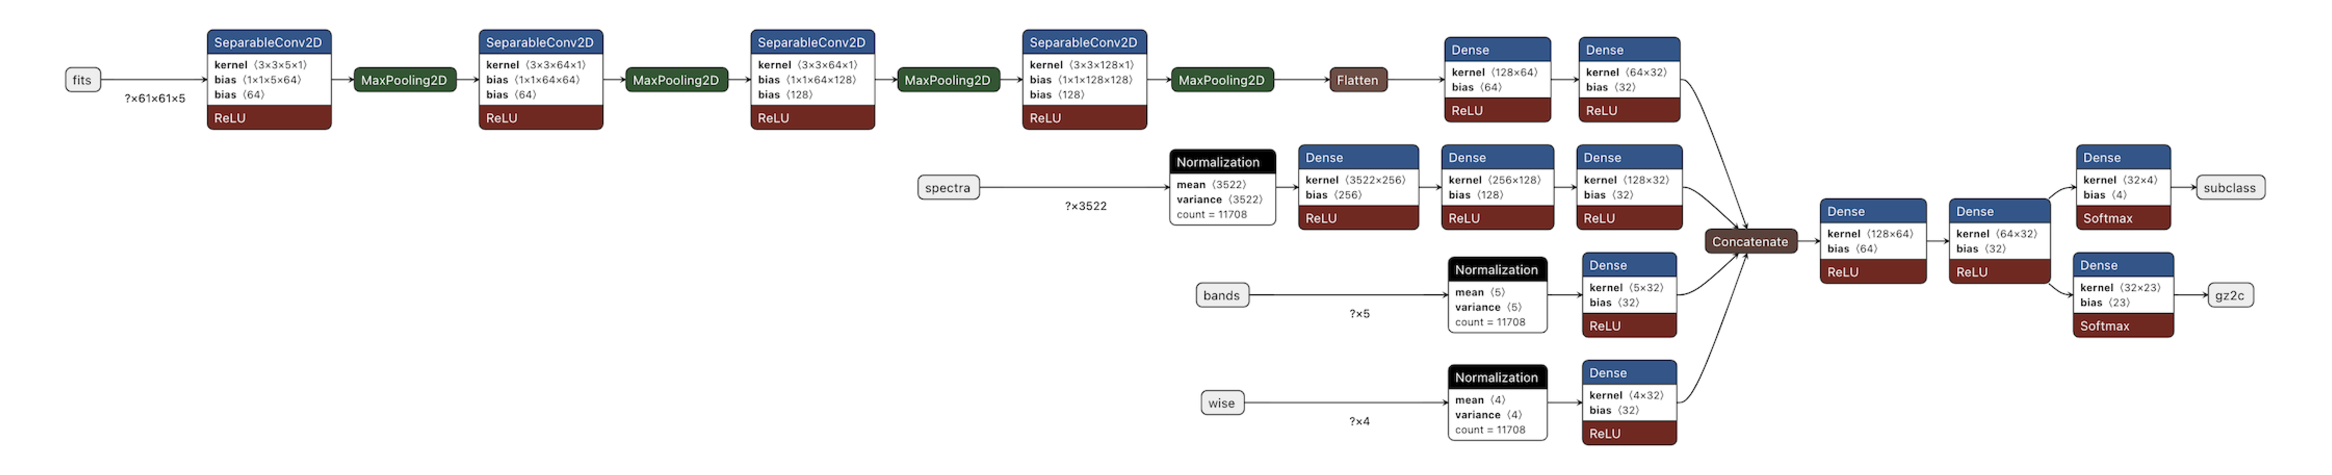 fits
?×61×61×5
SeparableConv2D
kernel ⟨3×3×5×1⟩
bias ⟨1×1×5×64⟩
bias ⟨64⟩
ReLU
MaxPooling2D
SeparableConv2D
kernel ⟨3×3×64×1⟩
bias ⟨1×1×64×64⟩
bias ⟨64⟩
ReLU
MaxPooling2D
SeparableConv2D
kernel ⟨3×3×64×1⟩
bias ⟨1×1×64×128⟩
bias ⟨128⟩
ReLU
MaxPooling2D
SeparableConv2D
kernel ⟨3×3×128×1⟩
bias ⟨1×1×128×128⟩
bias ⟨128⟩
ReLU
MaxPooling2D
Flatten
Dense
kernel ⟨128×64⟩
bias ⟨64⟩
ReLU
Dense
kernel ⟨64×32⟩
bias ⟨32⟩
ReLU
spectra
?×3522
Normalization
mean ⟨3522⟩
variance ⟨3522⟩
count = 11708
Dense
kernel ⟨3522×256⟩
bias ⟨256⟩
ReLU
Dense
kernel ⟨256×128⟩
bias ⟨128⟩
ReLU
Dense
kernel ⟨128×32⟩
bias ⟨32⟩
ReLU
bands
?×5
Normalization
mean ⟨5⟩
variance ⟨5⟩
count = 11708
Dense
kernel ⟨5×32⟩
bias ⟨32⟩
ReLU
wise
?×4
Normalization
mean ⟨4⟩
variance ⟨4⟩
count = 11708
Dense
kernel ⟨4×32⟩
bias ⟨32⟩
ReLU
Concatenate
Dense
kernel ⟨128×64⟩
bias ⟨64⟩
ReLU
Dense
kernel ⟨64×32⟩
bias ⟨32⟩
ReLU
Dense
kernel ⟨32×4⟩
bias ⟨4⟩
Softmax
subclass
Dense
kernel ⟨32×23⟩
bias ⟨23⟩
Softmax
gz2c